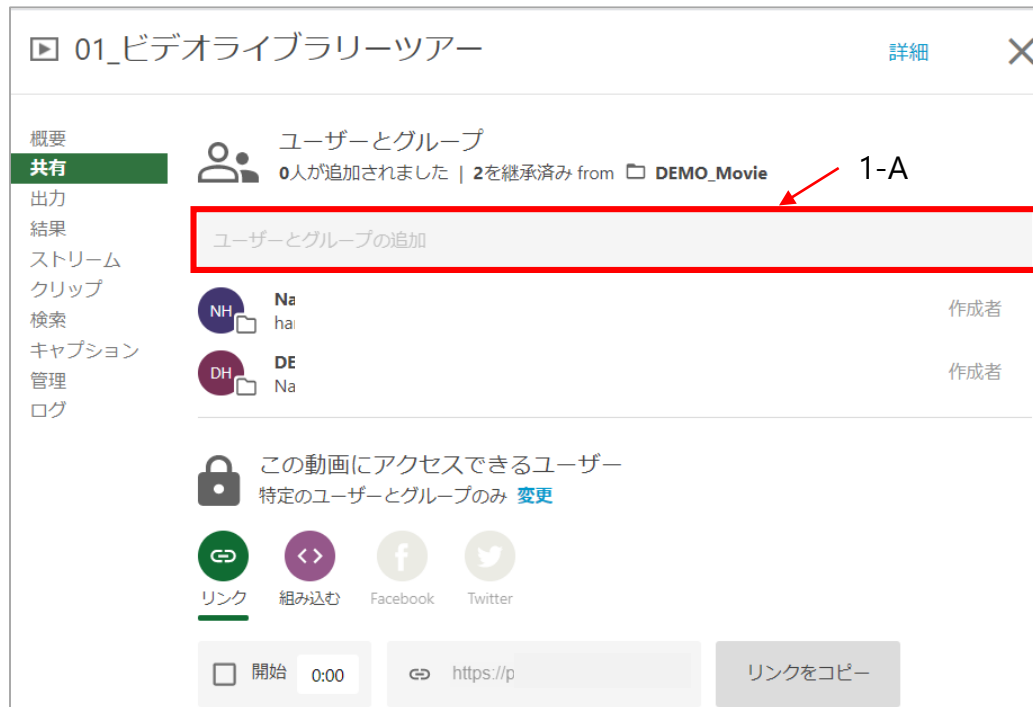 01_ビデオライブラリーツアー
詳細
概要
共有
出力
結果
ストリーム
クリップ
検索
キャプション
管理
ログ
ユーザーとグループ
0人が追加されました | 2を継承済み from DEMO_Movie
1-A
ユーザーとグループの追加
NH
Na
作成者
DH
DE
Na
作成者
この動画にアクセスできるユーザー
特定のユーザーとグループのみ 変更
リンク 組み込む Facebook Twitter
開始 0:00 https://p リンクをコピー